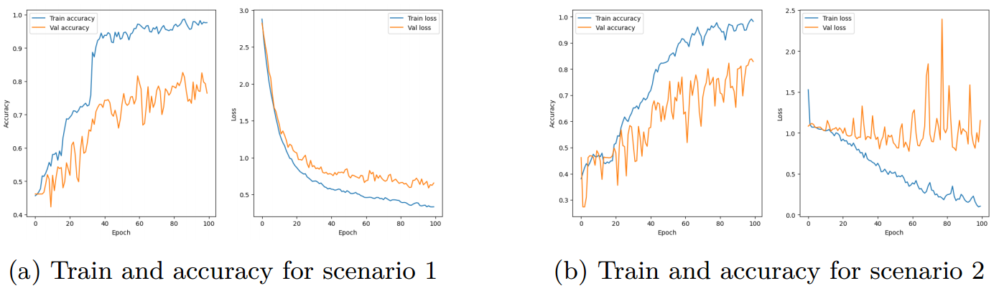 Train accuracy
Val accuracy
Accuracy
1.0
0.9
0.8
0.7
0.6
0.5
0.4
0 20 40 60 80 100
Epoch
Train loss
Val loss
Loss
3.0
2.5
2.0
1.5
1.0
0.5
0 20 40 60 80 100
Epoch
(a) Train and accuracy for scenario 1
Train accuracy
Val accuracy
Accuracy
1.0
0.9
0.8
0.7
0.6
0.5
0.4
0.3
0 20 40 60 80 100
Epoch
Train loss
Val loss
Loss
2.5
2.0
1.5
1.0
0.5
0.0
0 20 40 60 80 100
Epoch
(b) Train and accuracy for scenario 2